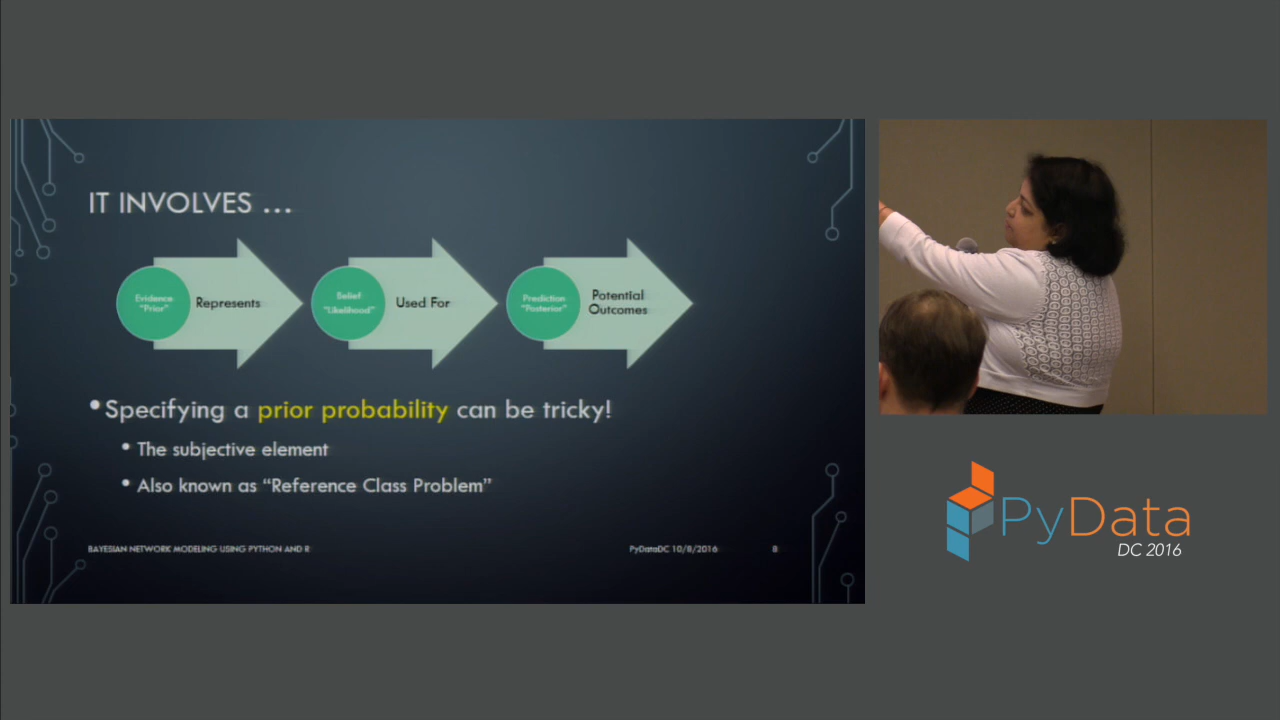 IT INVOLVES ...
Evidence
"Prior"
Represents
Belief
"Likelihood"
Used For
Prediction
"Posterior"
Potential
Outcomes
•Specifying a prior probability can be tricky!
• The subjective element
• Also known as “Reference Class Problem”
BAYESIAN NETWORK MODELING USING PYTHON AND R
PyDataDC 10/8/2016
8
PyData
DC 2016